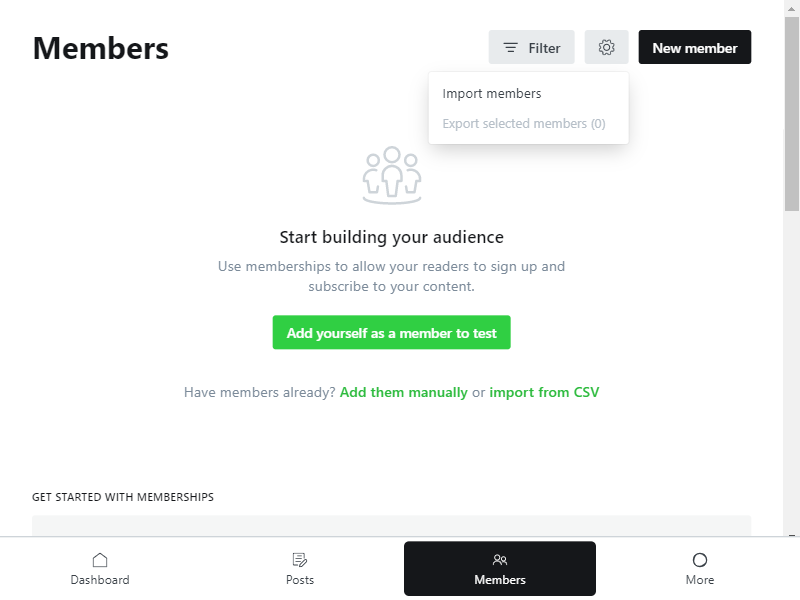 Members
Filter
New member
Import members
Export selected members (0)
Start building your audience
Use memberships to allow your readers to sign up and
subscribe to your content.
Add yourself as a member to test
Have members already? Add them manually or import from CSV
GET STARTED WITH MEMBERSHIPS
Dashboard
Posts
Members
More